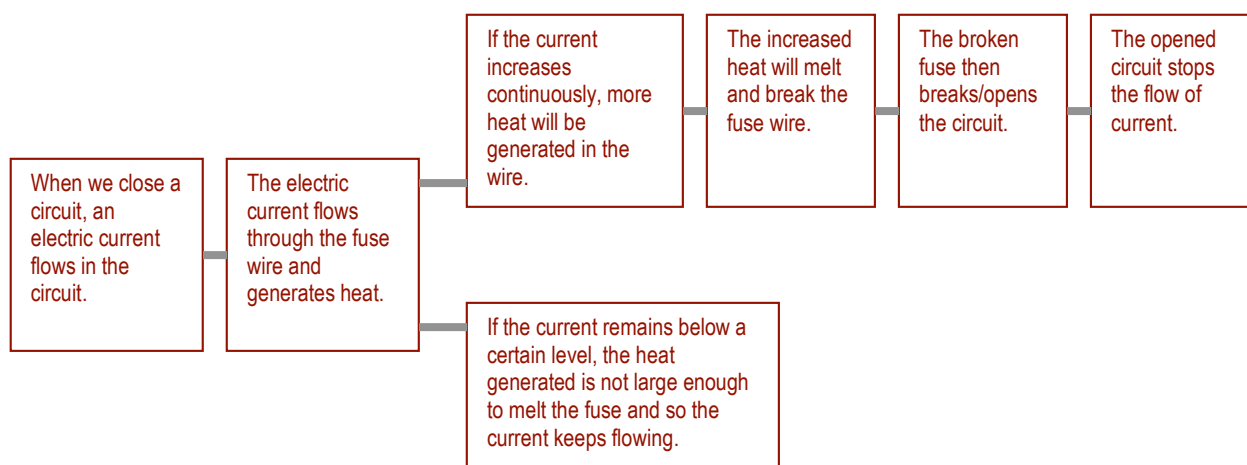 When we close a
circuit, an
electric current
flows in the
circuit.
The electric
current flows
through the fuse
wire and
generates heat.
If the current
increases
continuously, more
heat will be
generated in the
wire.
The increased
heat will melt
and break the
fuse wire.
The broken
fuse then
breaks/opens
the circuit.
The opened
circuit stops
the flow of
current.
If the current remains below a
certain level, the heat
generated is not large enough
to melt the fuse and so the
current keeps flowing.